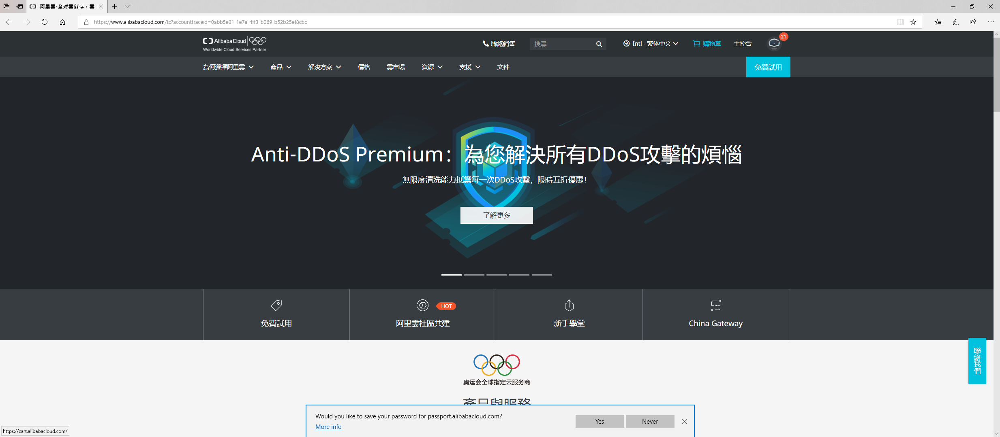 阿里雲-全球雲儲存，雲
https://www.alibabacloud.com/tc?accounttraceid=0abb5e01-1e7a-4ff3-b069-b52b25ef8cbc
Alibaba Cloud
Worldwide Cloud Services Partner
聯絡銷售
搜尋
Intl - 繁体中文
購物車
主控台
21
為何選擇阿里雲
產品
解決方案
價格
雲市場
資源
支援
文件
免費試用
Anti-DDoS Premium：為您解決所有DDoS攻擊的煩惱
無限度清洗能力抵禦每一次DDoS攻擊，限時五折優惠！
了解更多
免費試用
HOT
阿里雲社區共建
新手學堂
China Gateway
聯絡我們
奥运会全球指定云服务商
產品與服務
Would you like to save your password for passport.alibabacloud.com?
More info
Yes
Never
https://cart.alibabacloud.com/